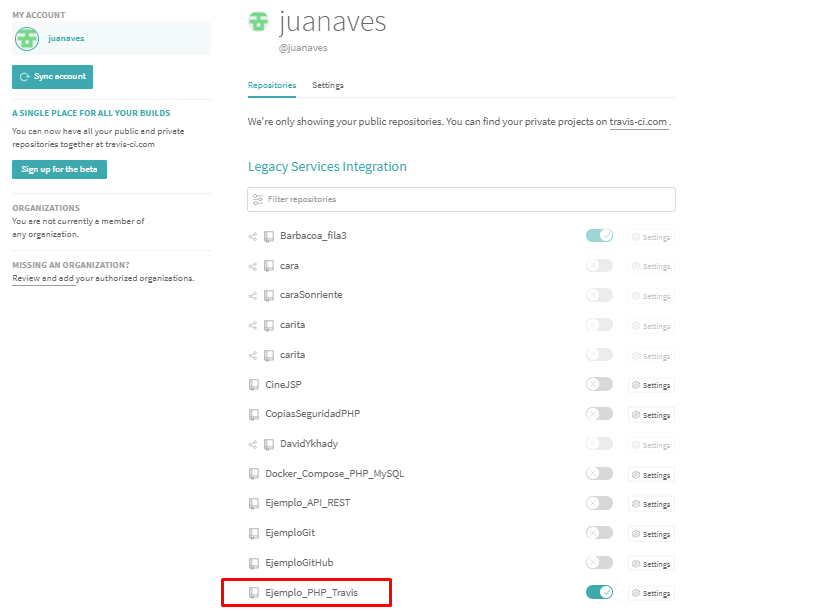 MY ACCOUNT
juanaves
Sync account
A SINGLE PLACE FOR ALL YOUR BUILDS
You can now have all your public and private
repositories together at travis-ci.com
Sign up for the beta
ORGANIZATIONS
You are not currently a member of
any organization.
MISSING AN ORGANIZATION?
Review and add your authorized organizations.
juanaves
@juanaves
Repositories Settings
We're only showing your public repositories. You can find your private projects on travis-ci.com .
Legacy Services Integration
Filter repositories
Barbacoa_fila3 Settings
cara Settings
caraSonriente Settings
carita Settings
carita Settings
CineJSP Settings
CopiasSeguridadPHP Settings
DavidYkhady Settings
Docker_Compose_PHP_MySQL Settings
Ejemplo_API_REST Settings
EjemploGit Settings
EjemploGitHub Settings
Ejemplo_PHP_Travis Settings